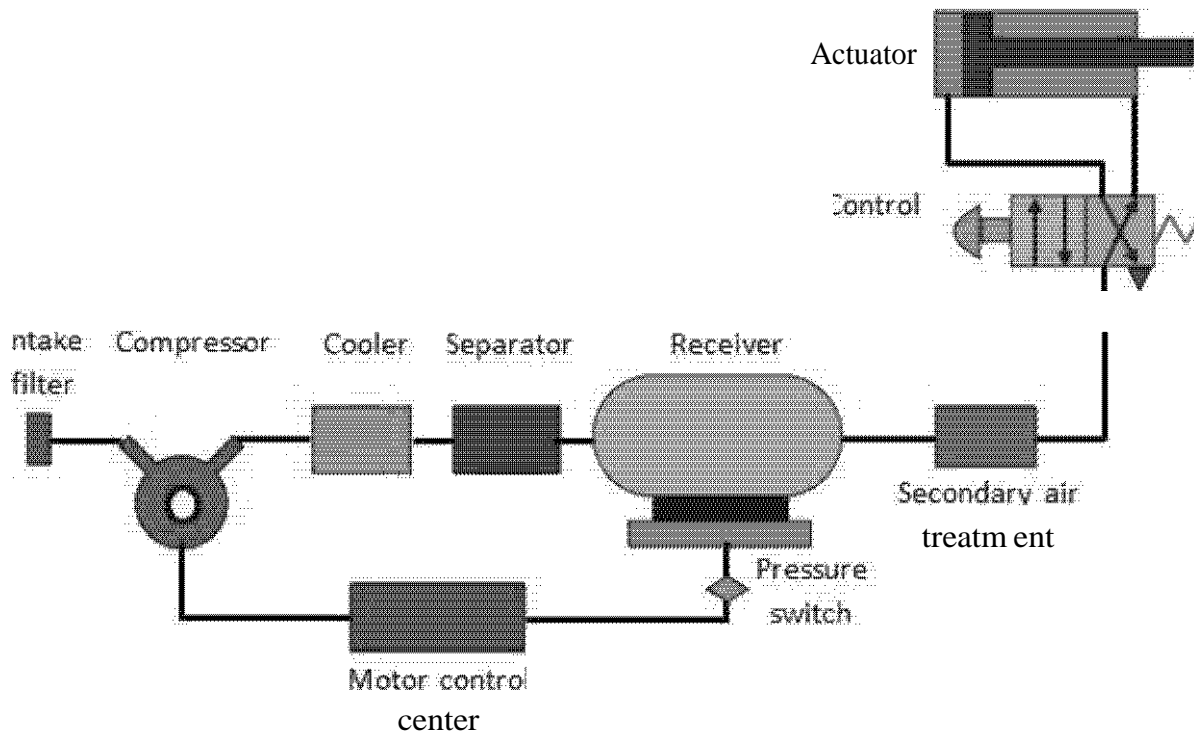 Actuator
Control
ntake
filter
Compressor
Cooler
Separator
Receiver
Secondary air
treatm ent
Pressure
switch
Motor control
center